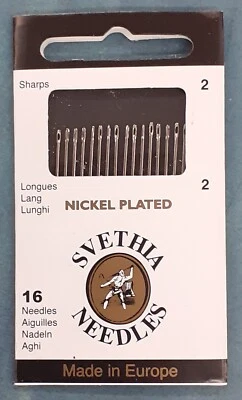 Sharps 2
Longues
Lang 2
Lunghi
NICKEL PLATED
SVETHIA
NEEDLES
16
Needles
Aiguilles
Nadeln
Aghi
Made in Europe